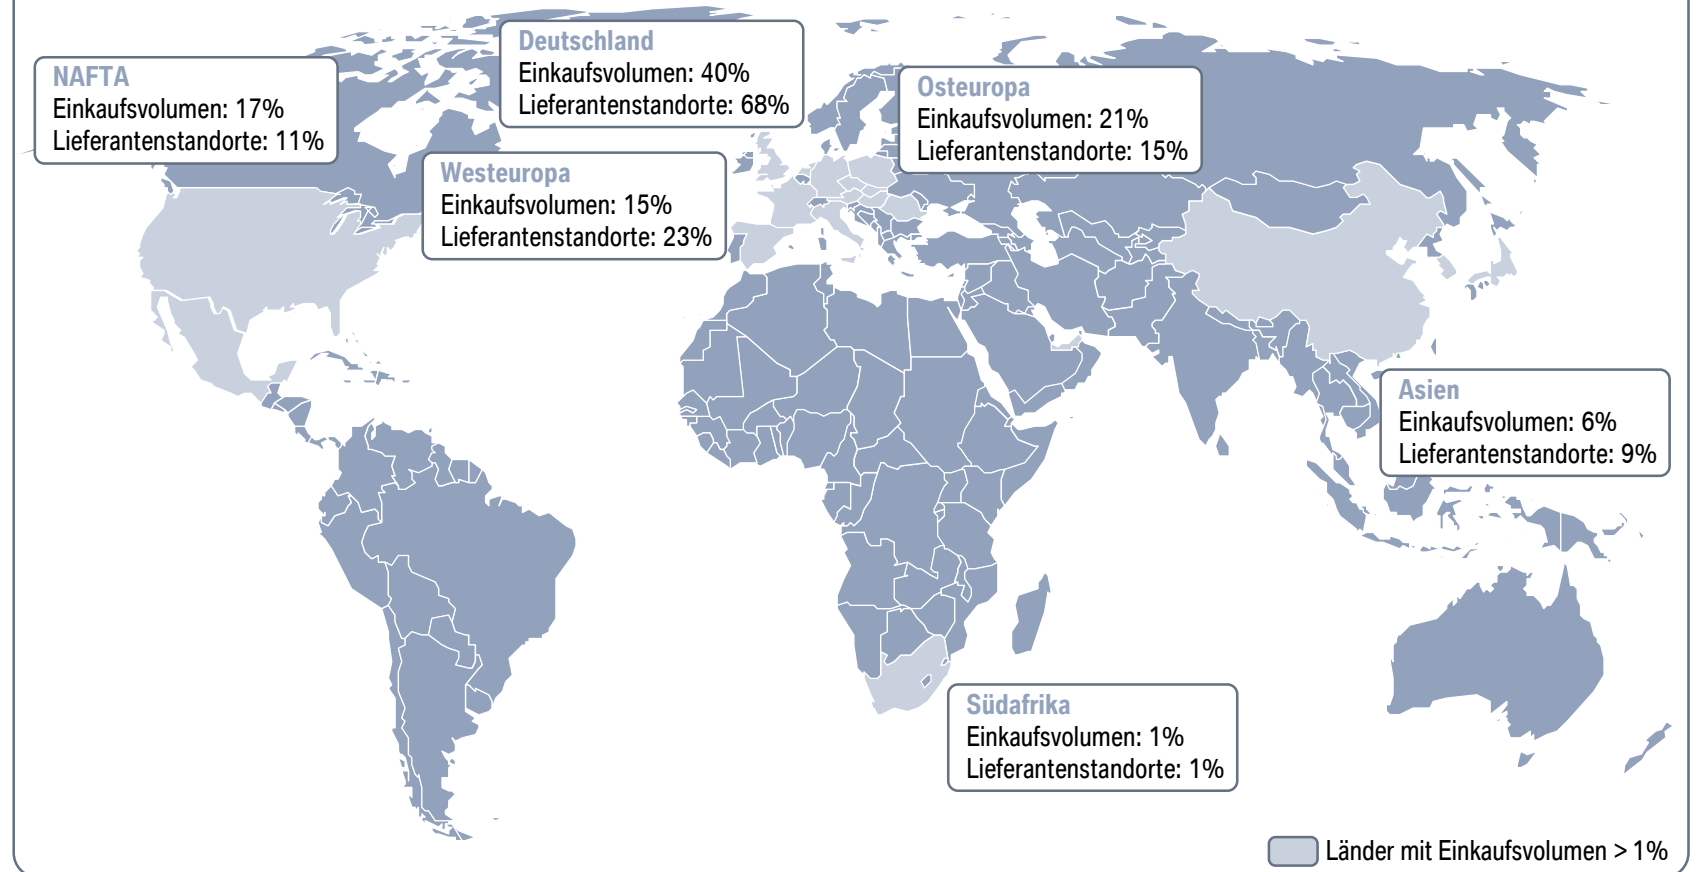 NAFTA
Einkaufsvolumen: 17%
Lieferantenstandorte: 11%
Deutschland
Einkaufsvolumen: 40%
Lieferantenstandorte: 68%
Westeuropa
Einkaufsvolumen: 15%
Lieferantenstandorte: 23%
Osteuropa
Einkaufsvolumen: 21%
Lieferantenstandorte: 15%
Asien
Einkaufsvolumen: 6%
Lieferantenstandorte: 9%
Südafrika
Einkaufsvolumen: 1%
Lieferantenstandorte: 1%
Länder mit Einkaufsvolumen > 1%